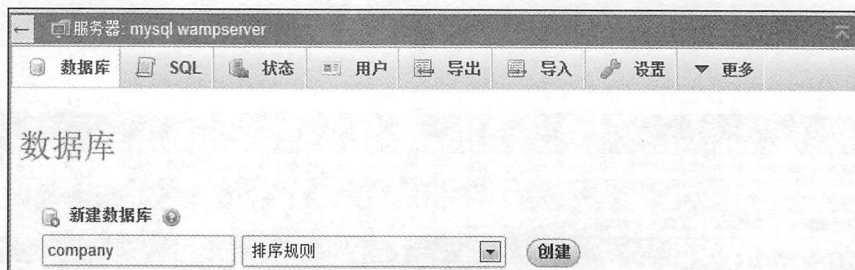 服务器: mysql wampserver
数据库 SQL 状态 用户 导出 导入 设置 更多
数据库
新建数据库
company 排序规则 创建